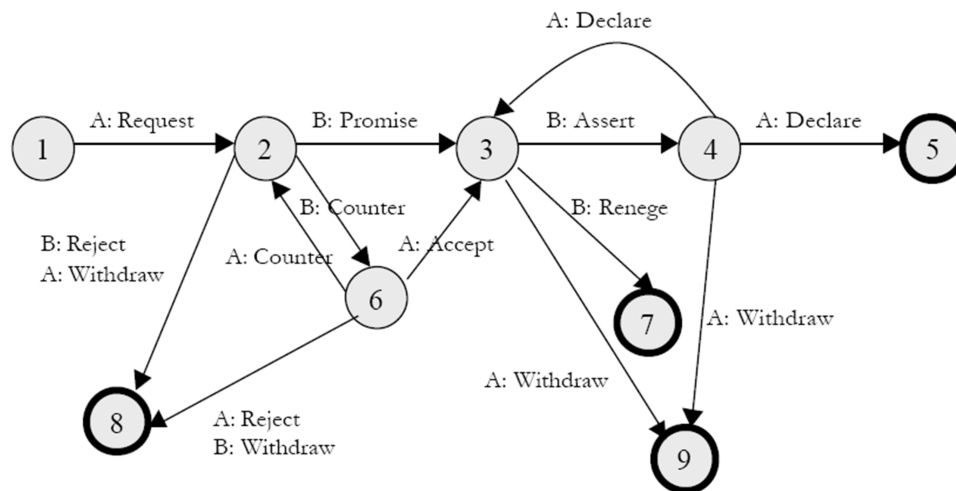 A: Declare
A: Request
B: Promise
B: Assert
A: Declare
1
2
3
4
5
B: Counter
B: Renege
B: Reject
A: Withdraw
A: Counter
A: Accept
6
7
A: Withdraw
A: Withdraw
8
A: Reject
B: Withdraw
9